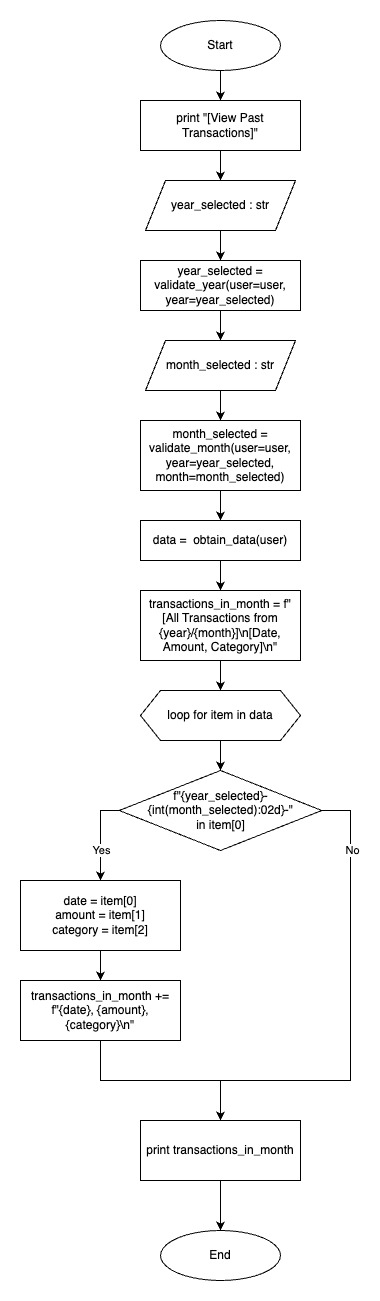 Start
print "[View Past
Transactions]"
year_selected : str
year_selected =
validate_year(user=user,
year=year_selected)
month_selected : str
month_selected =
validate_month(user=user,
year=year_selected,
month=month_selected)
data =  obtain_data(user)
transactions_in_month = f"
[All Transactions from
{year}/{month}]\n[Date,
Amount, Category]\n"
loop for item in data
f"{year_selected}-
{int(month_selected):02d}-"
in item[0]
Yes
No
date = item[0]
amount = item[1]
category = item[2]
transactions_in_month +=
f"{date}, {amount},
{category}\n"
print transactions_in_month
End